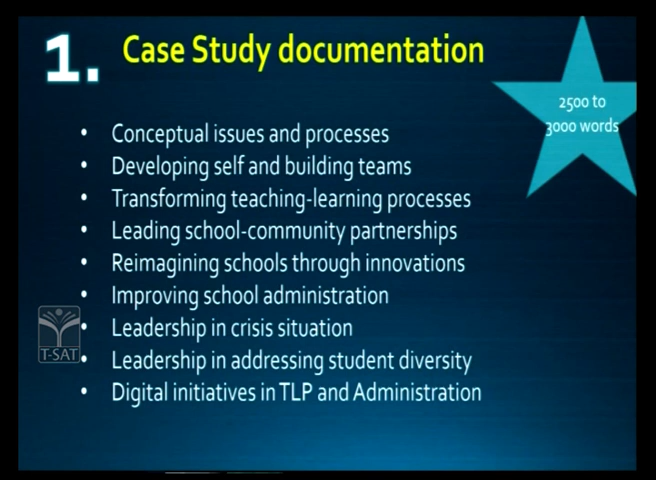 1. Case Study documentation
2500 to
3000 words
• Conceptual issues and processes
• Developing self and building teams
• Transforming teaching-learning processes
• Leading school-community partnerships
• Reimagining schools through innovations
• Improving school administration
• Leadership in crisis situation
• Leadership in addressing student diversity
• Digital initiatives in TLP and Administration
T-SAT